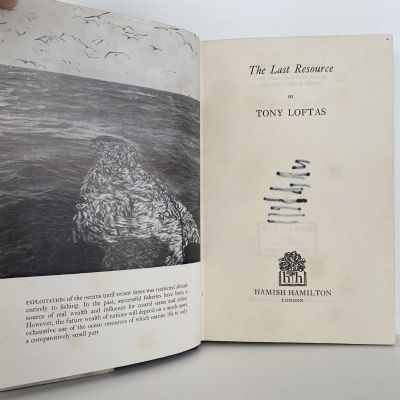 EXPLOITATION of the oceans until recent times was restricted almost
entirely to fishing. In the past, successful fisheries have been a
source of real wealth and influence for coastal states and cities.
However, the future wealth of nations will depend on a much more
exhaustive use of the ocean resources of which marine life is only
a comparatively small part
The Last Resource
BY
TONY LOFTAS
hh
HAMISH HAMILTON
LONDON